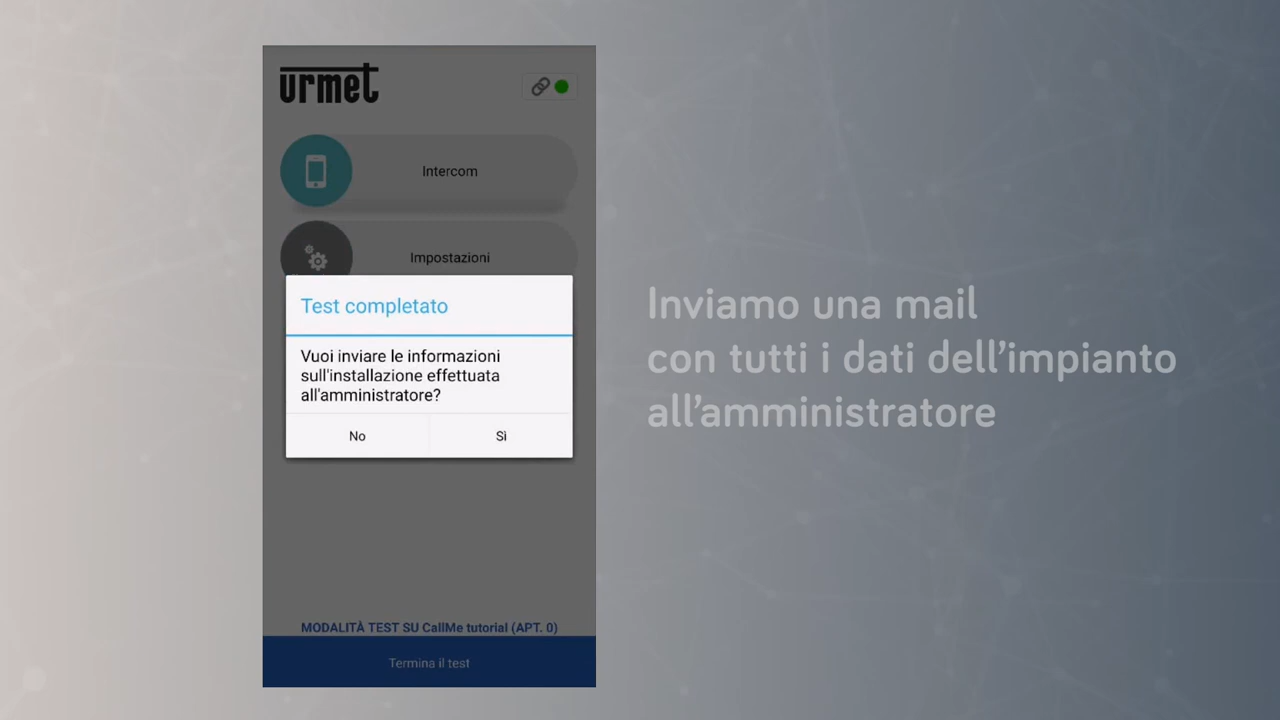 urmet
Intercom
Impostazioni
Test completato
Vuoi inviare le informazioni
sull'installazione effettuata
all'amministratore?
No
Sì
MODALITÀ TEST SU CallMe tutorial (APT. 0)
Termina il test
Inviamo una mail
con tutti i dati dell’impianto
all’amministratore